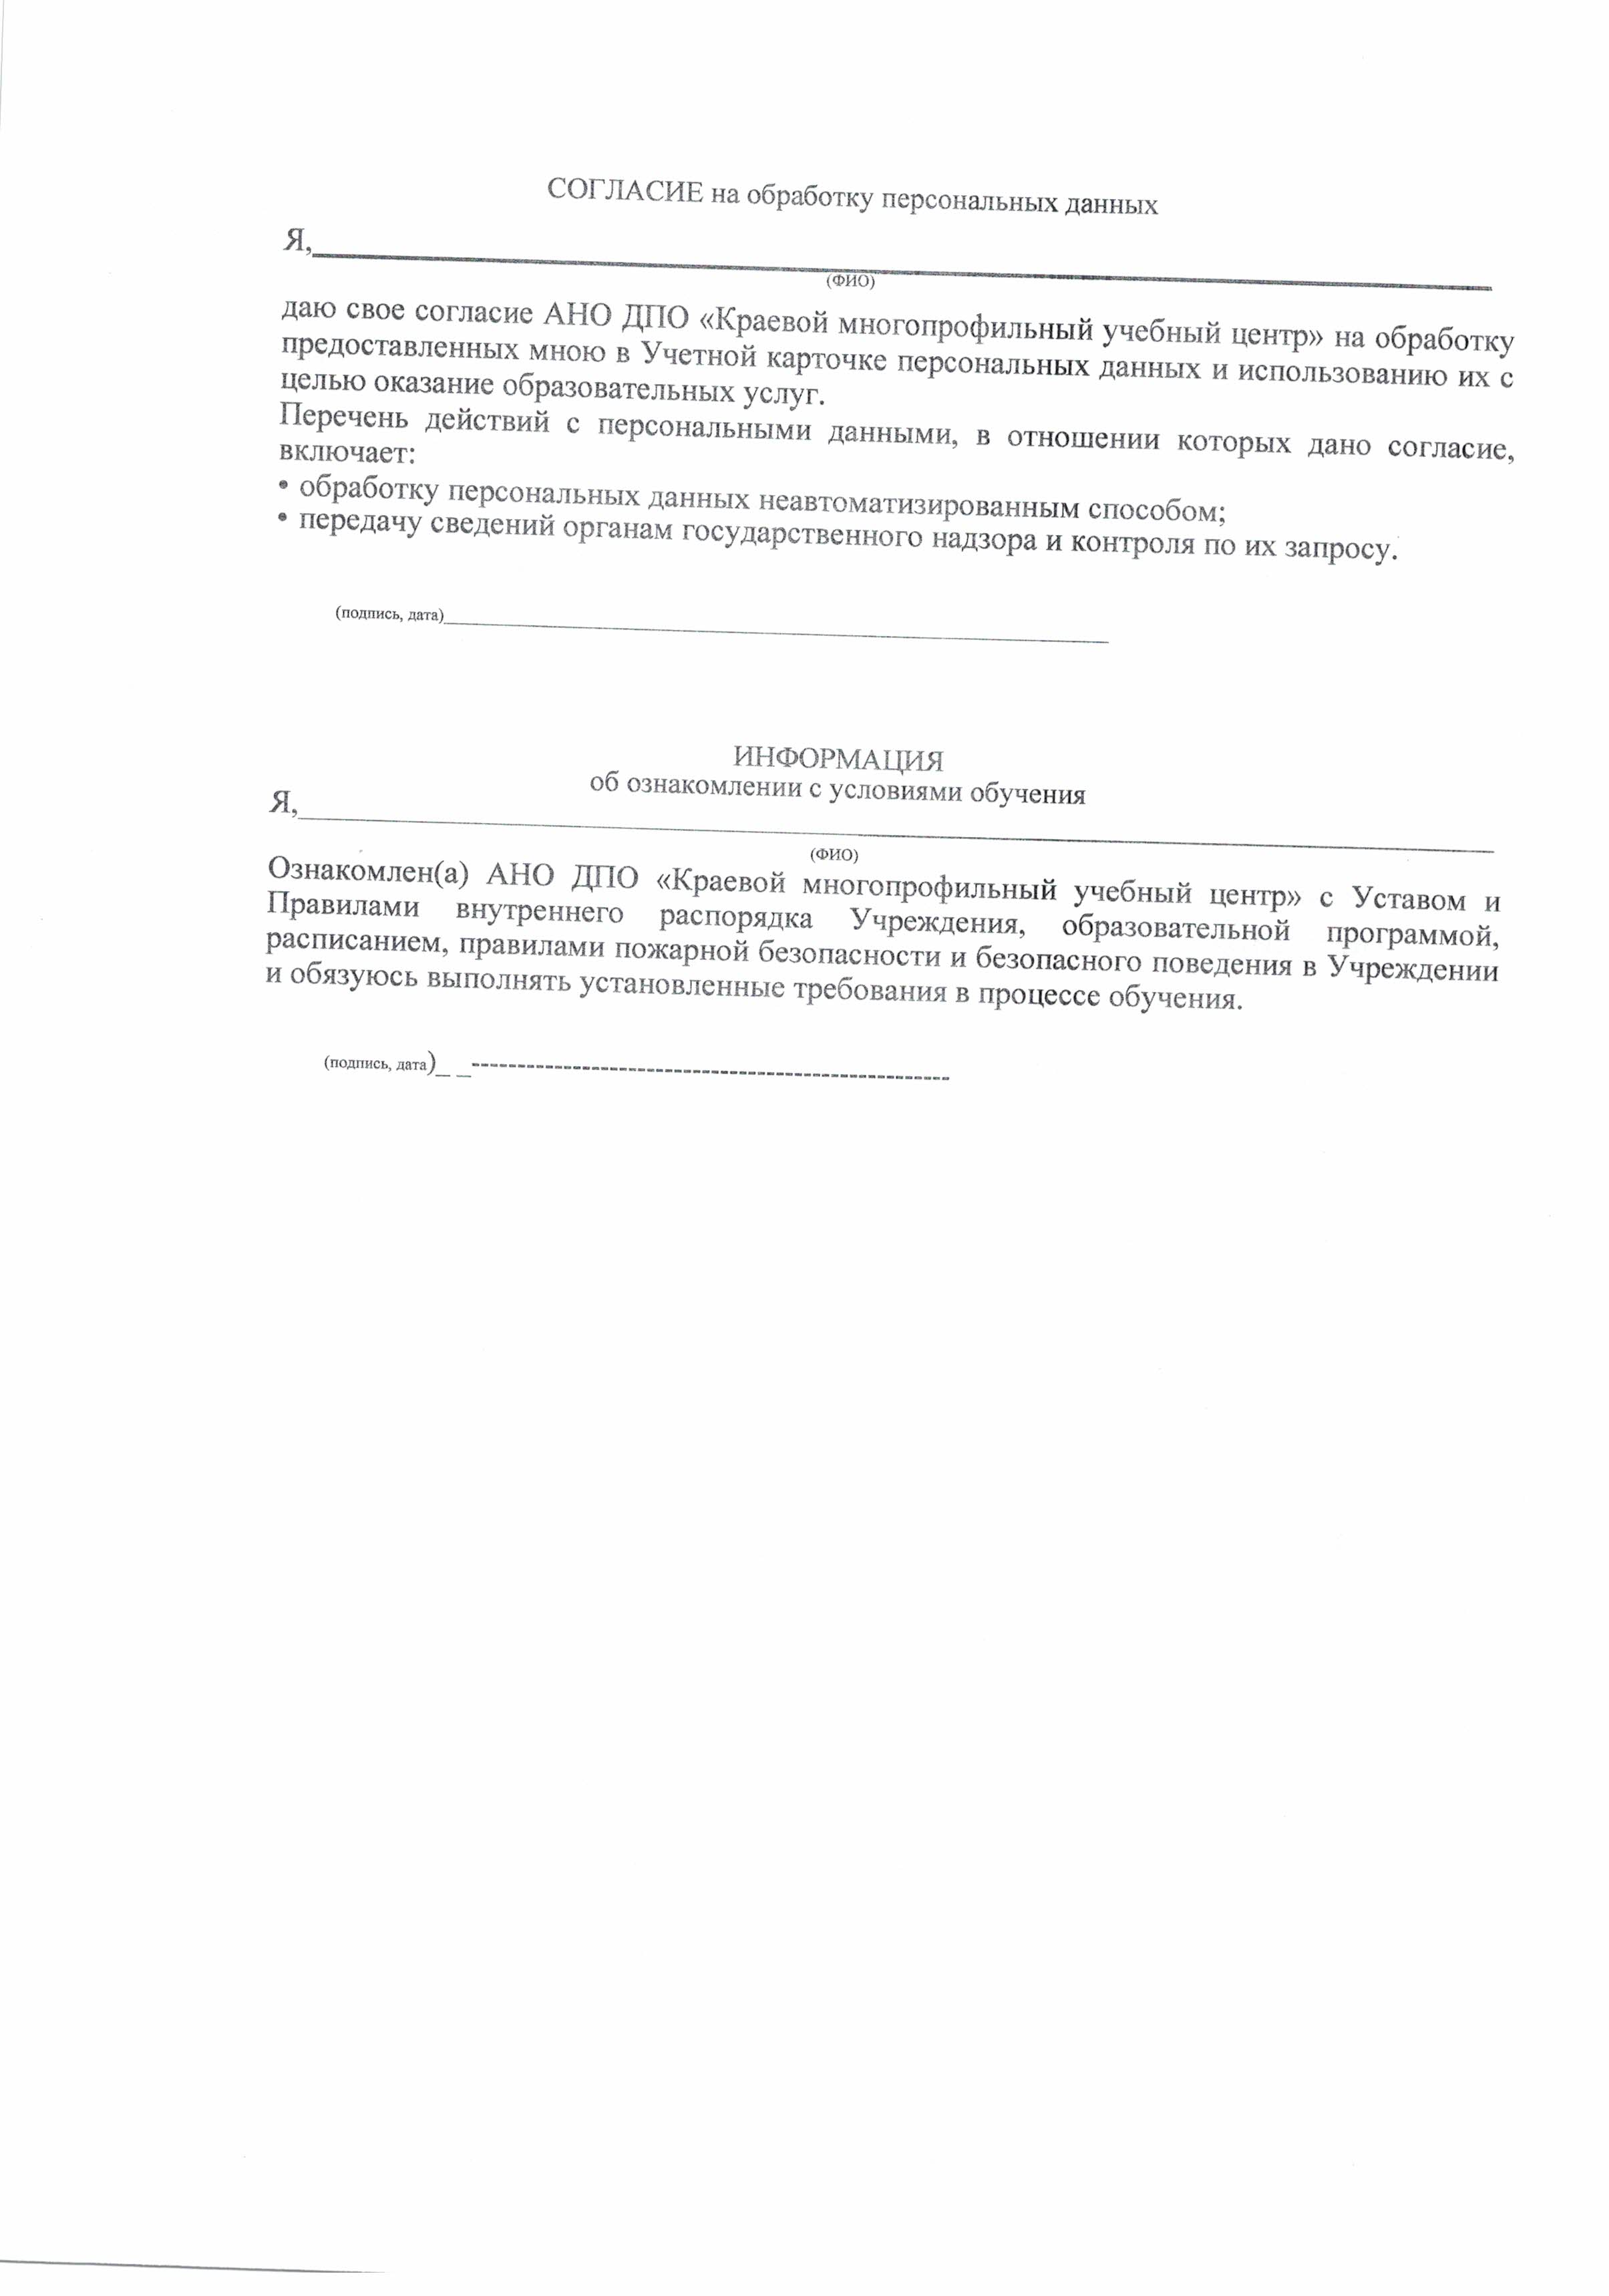 СОГЛАСИЕ на обработку персональных данных
Я,
(ФИО)
даю свое согласие АНО ДПО «Краевой многопрофильный учебный центр» на обработку
предоставленных мною в Учетной карточке персональных данных и использованию их с
целью оказание образовательных услуг.
Перечень действий с персональными данными, в отношении которых дано согласие,
включает:
• обработку персональных данных неавтоматизированным способом;
• передачу сведений органам государственного надзора и контроля по их запросу.
(подпись, дата)
ИНФОРМАЦИЯ
об ознакомлении с условиями обучения
Я,
(ФИО)
Ознакомлен(а) АНО ДПО «Краевой многопрофильный учебный центр» с Уставом и
Правилами внутреннего распорядка Учреждения, образовательной программой,
расписанием, правилами пожарной безопасности и безопасного поведения в Учреждении
и обязуюсь выполнять установленные требования в процессе обучения.
(подпись, дата)